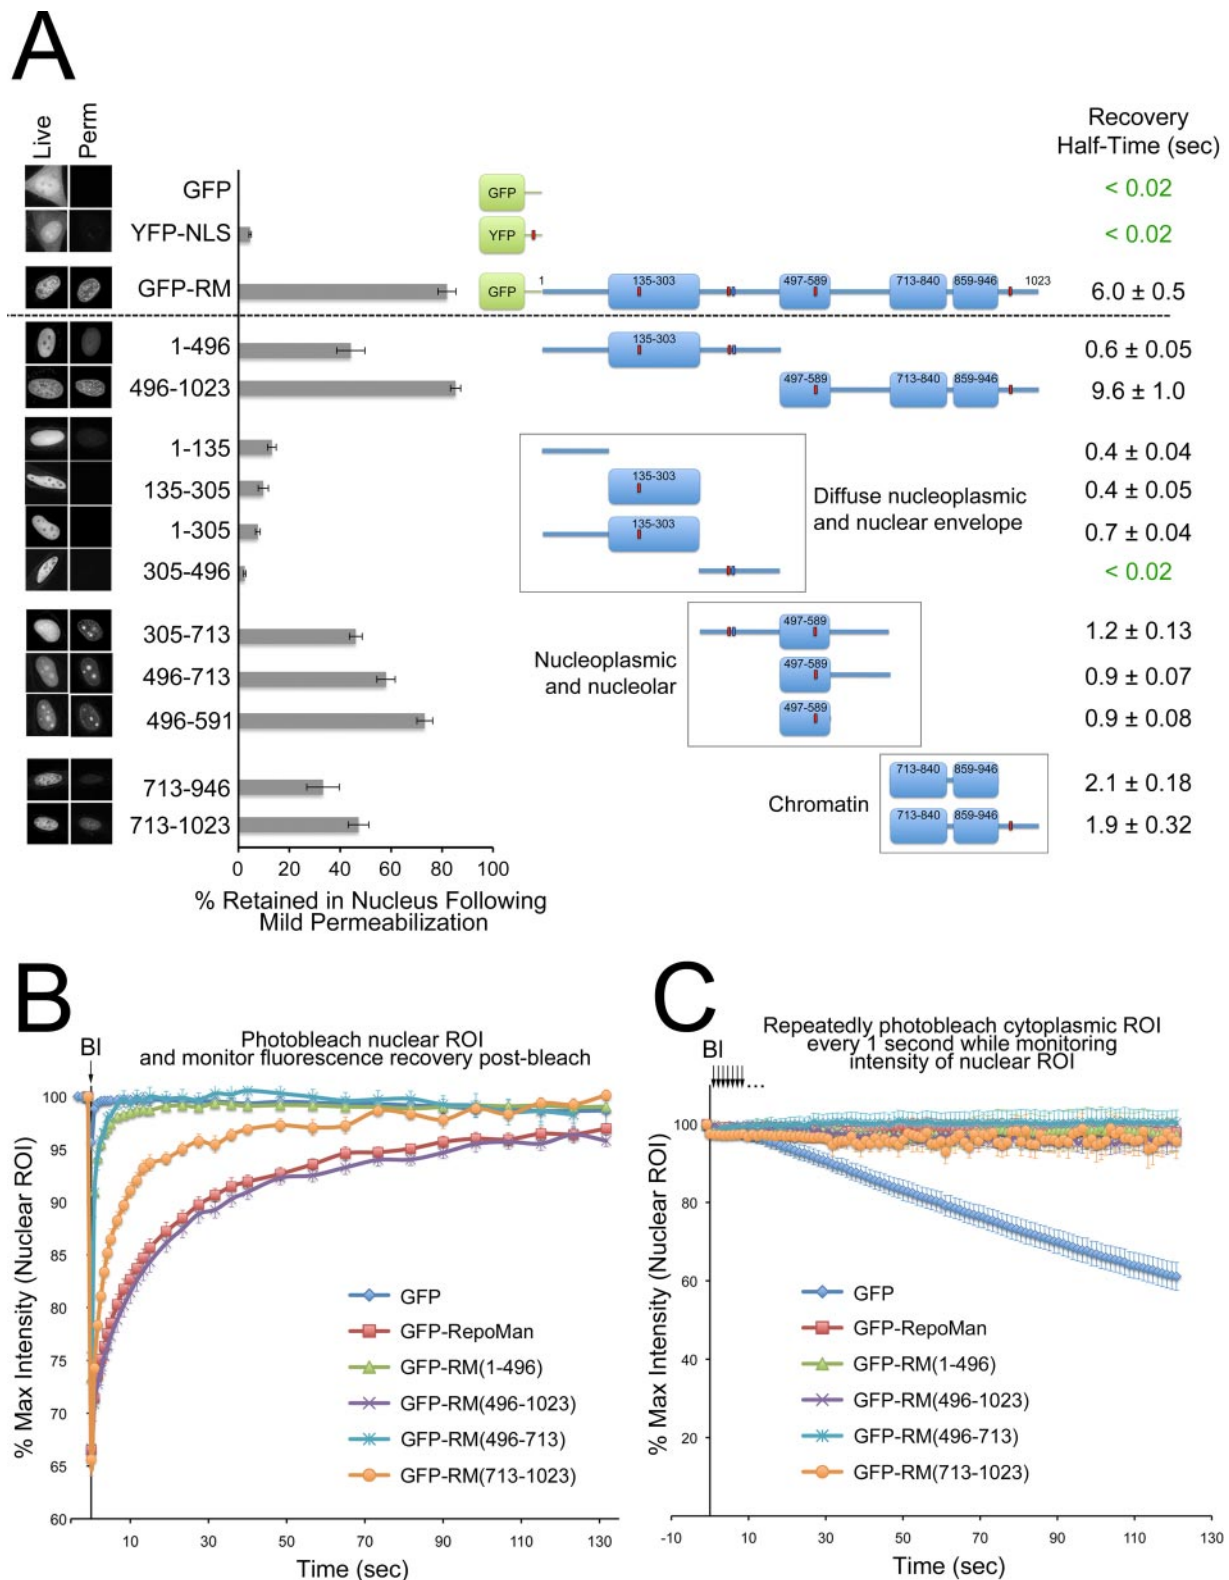 A
Live
Perm
Recovery
Half-Time (sec)
GFP
GFP
< 0.02
YFP-NLS
YFP
< 0.02
GFP-RM
GFP
1
135-303
497-589
713-840
859-946
1023
6.0 ± 0.5
1-496
135-303
0.6 ± 0.05
496-1023
497-589
713-840
859-946
9.6 ± 1.0
1-135
0.4 ± 0.04
135-305
135-303
0.4 ± 0.05
Diffuse nucleoplasmic
and nuclear envelope
1-305
135-303
0.7 ± 0.04
305-496
< 0.02
305-713
497-589
1.2 ± 0.13
Nucleoplasmic
and nucleolar
496-713
497-589
0.9 ± 0.07
496-591
497-589
0.9 ± 0.08
713-946
713-840
859-946
2.1 ± 0.18
Chromatin
713-1023
713-840
859-946
1.9 ± 0.32
0 20 40 60 80 100
% Retained in Nucleus Following
Mild Permeabilization
B
Photobleach nuclear ROI
and monitor fluorescence recovery post-bleach
Bl
% Max Intensity (Nuclear ROI)
100
95
90
85
80
75
70
65
60
GFP
GFP-RepoMan
GFP-RM(1-496)
GFP-RM(496-1023)
GFP-RM(496-713)
GFP-RM(713-1023)
10 30 50 70 90 110 130
Time (sec)
C
Repeatedly photobleach cytoplasmic ROI
every 1 second while monitoring
intensity of nuclear ROI
Bl
...
% Max Intensity (Nuclear ROI)
100
80
60
40
20
GFP
GFP-RepoMan
GFP-RM(1-496)
GFP-RM(496-1023)
GFP-RM(496-713)
GFP-RM(713-1023)
-10 10 30 50 70 90 110 130
Time (sec)